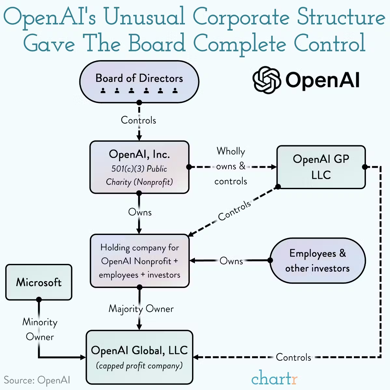 OpenAI's Unusual Corporate Structure
Gave The Board Complete Control
Board of Directors
OpenAI
Controls
OpenAI, Inc.
501(c)(3) Public
Charity (Nonprofit)
Wholly
owns &
controls
OpenAI GP
LLC
Owns
Controls
Holding company for
OpenAI Nonprofit +
employees + investors
Owns
Employees &
other investors
Microsoft
Majority Owner
Minority
Owner
OpenAI Global, LLC
(capped profit company)
Controls
Source: OpenAI
chartr